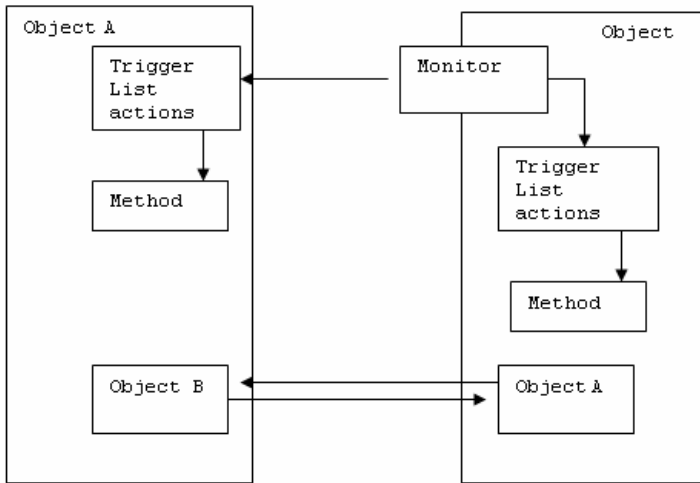 Object A
Trigger
List
actions
Method
Object B
Object
Monitor
Trigger
List
actions
Method
Object A